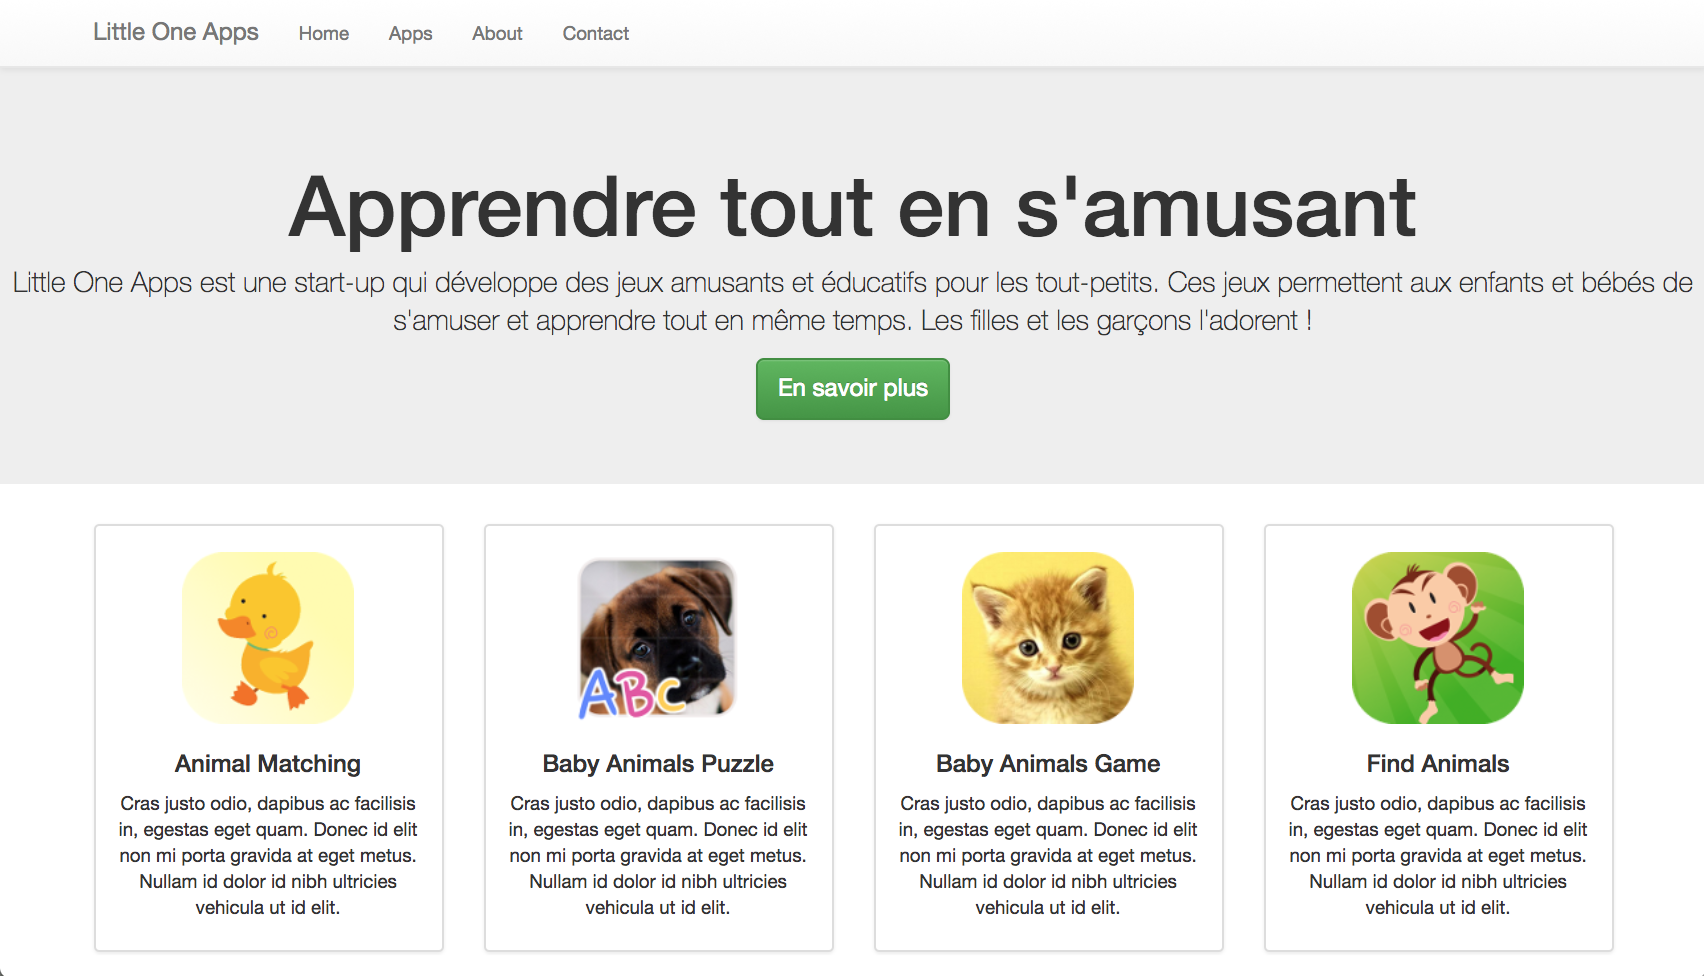 Little One Apps Home Apps About Contact
Apprendre tout en s'amusant
Little One Apps est une start-up qui développe des jeux amusants et éducatifs pour les tout-petits. Ces jeux permettent aux enfants et bébés de
s'amuser et apprendre tout en même temps. Les filles et les garçons l'adorent !
En savoir plus
ABC
Animal Matching
Cras justo odio, dapibus ac facilisis
in, egestas eget quam. Donec id elit
non mi porta gravida at eget metus.
Nullam id dolor id nibh ultricies
vehicula ut id elit.
Baby Animals Puzzle
Cras justo odio, dapibus ac facilisis
in, egestas eget quam. Donec id elit
non mi porta gravida at eget metus.
Nullam id dolor id nibh ultricies
vehicula ut id elit.
Baby Animals Game
Cras justo odio, dapibus ac facilisis
in, egestas eget quam. Donec id elit
non mi porta gravida at eget metus.
Nullam id dolor id nibh ultricies
vehicula ut id elit.
Find Animals
Cras justo odio, dapibus ac facilisis
in, egestas eget quam. Donec id elit
non mi porta gravida at eget metus.
Nullam id dolor id nibh ultricies
vehicula ut id elit.